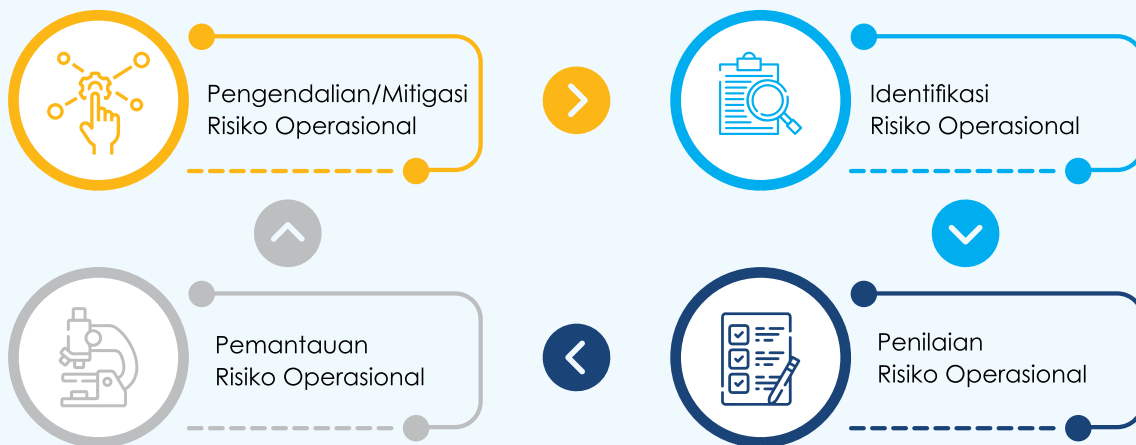 Pengendalian/Mitigasi
Risiko Operasional
Identifikasi
Risiko Operasional
Pemantauan
Risiko Operasional
Penilaian
Risiko Operasional